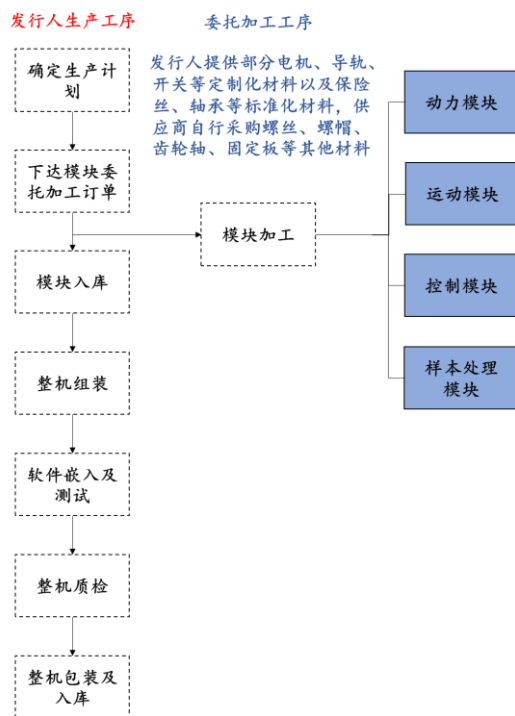 发行人生产工序
委托加工工序
确定生产计
划
发行人提供部分电机、导轨、
开关等定制化材料以及保险
丝、轴承等标准化材料，供
应商自行采购螺丝、螺帽、
齿轮轴、固定板等其他材料
动力模块
下达模块委
托加工订单
运动模块
模块加工
模块入库
控制模块
整机组装
样本处理
模块
软件嵌入及
测试
整机质检
整机包装及
入库